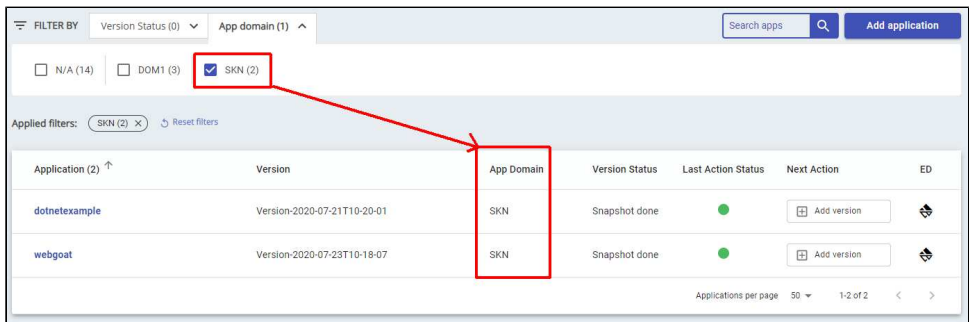 FILTER BY Version Status (0) App domain (1) Search apps Add application
N/A (14) DOM1 (3) SKN (2)
Applied filters: SKN (2) Reset filters
Application (2) Version App Domain Version Status Last Action Status Next Action ED
dotnetexample Version-2020-07-21T10-20-01 SKN Snapshot done Add version
webgoat Version-2020-07-23T10-18-07 SKN Snapshot done Add version
Applications per page 50 1-2 of 2